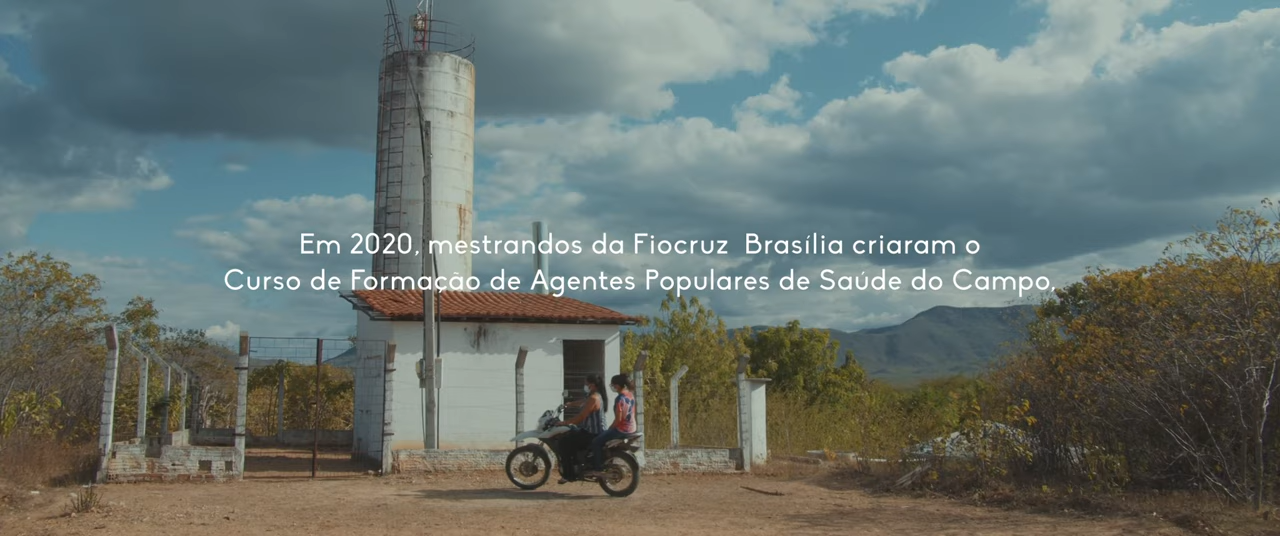 Em 2020, mestrandos da Fiocruz Brasília criaram o
Curso de Formação de Agentes Populares de Saúde do Campo.